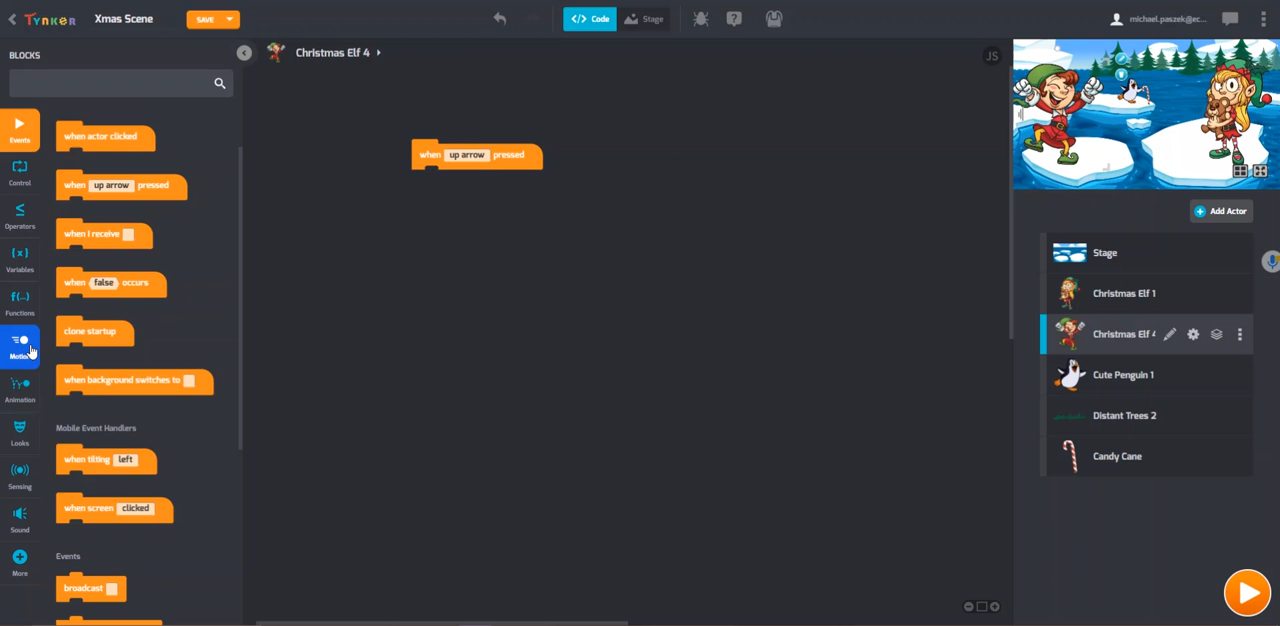 TYNKER
Xmas Scene
SAVE
</> Code
Stage
michael.paszek@ec...
BLOCKS
Christmas Elf 4
JS
Events
Control
Operators
Variables
Functions
Motion
Animation
Looks
Sensing
Sound
More
when actor clicked
when up arrow pressed
when I receive
when false occurs
clone startup
when background switches to
Mobile Event Handlers
when tilting left
when screen clicked
Events
broadcast
when up arrow pressed
Add Actor
Stage
Christmas Elf 1
Christmas Elf 4
Cute Penguin 1
Distant Trees 2
Candy Cane